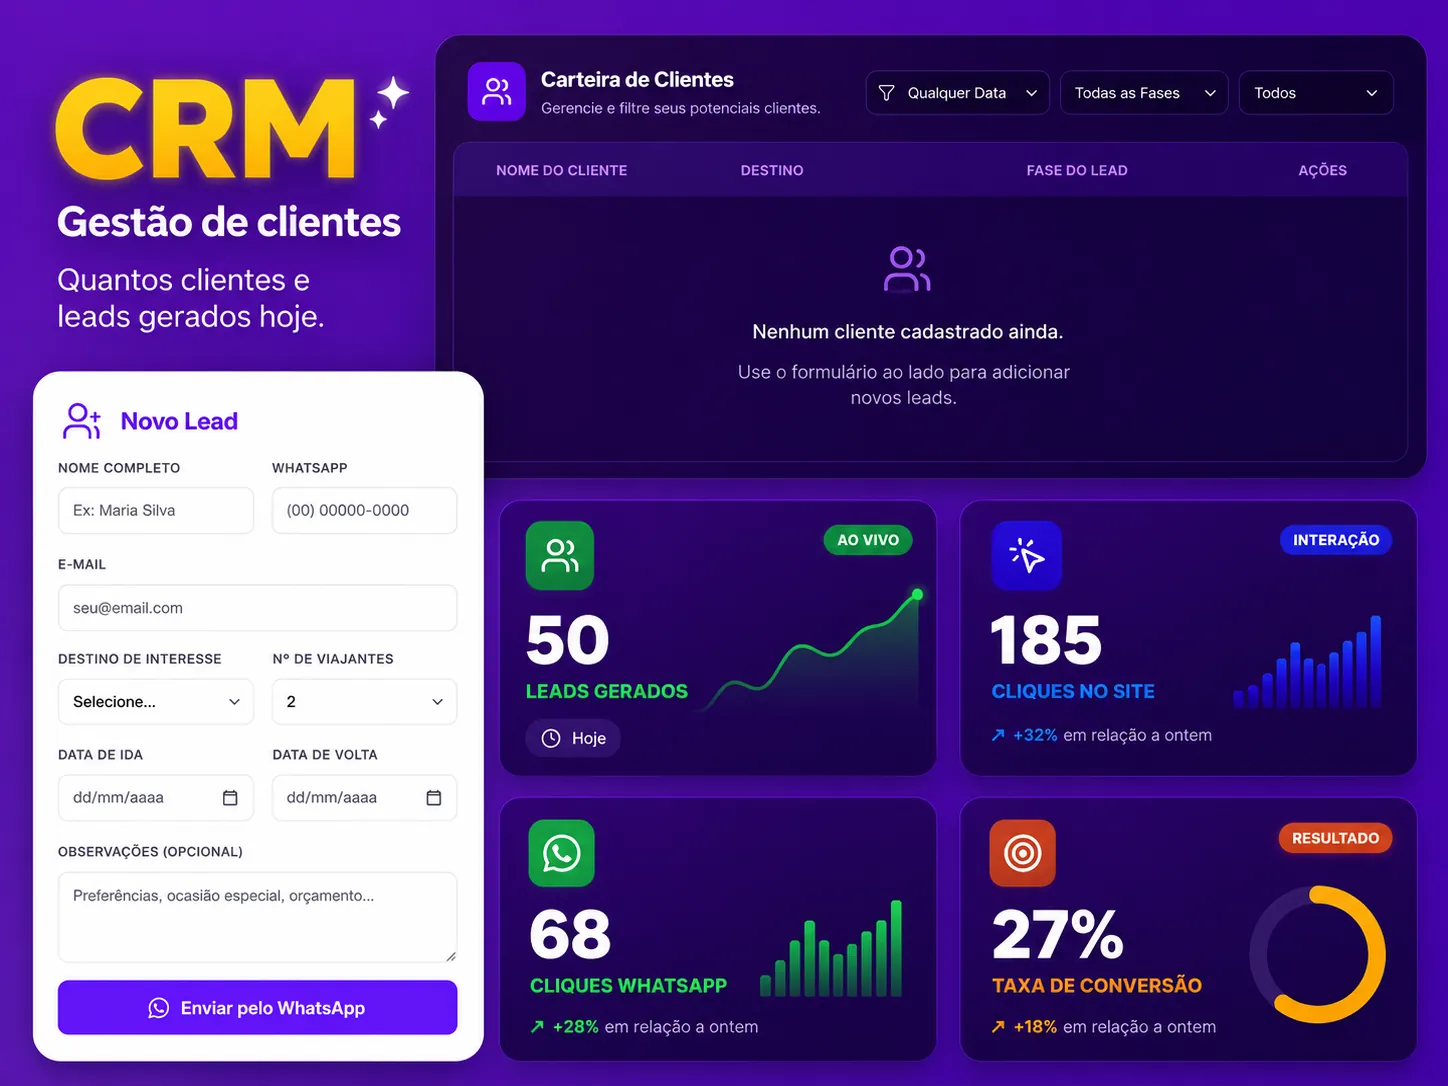 CRM
Gestão de clientes
Quantos clientes e
leads gerados hoje.
Carteira de Clientes
Gerencie e filtre seus potenciais clientes.
Qualquer Data
Todas as Fases
Todos
NOME DO CLIENTE
DESTINO
FASE DO LEAD
AÇÕES
Nenhum cliente cadastrado ainda.
Use o formulário ao lado para adicionar
novos leads.
Novo Lead
NOME COMPLETO
WHATSAPP
Ex: Maria Silva
(00) 00000-0000
E-MAIL
seu@email.com
DESTINO DE INTERESSE
Nº DE VIAJANTES
Selecione...
2
DATA DE IDA
DATA DE VOLTA
dd/mm/aaaa
dd/mm/aaaa
OBSERVAÇÕES (OPCIONAL)
Preferências, ocasião especial, orçamento...
Enviar pelo WhatsApp
AO VIVO
50
LEADS GERADOS
Hoje
INTERAÇÃO
185
CLIQUES NO SITE
+32% em relação a ontem
68
CLIQUES WHATSAPP
+28% em relação a ontem
RESULTADO
27%
TAXA DE CONVERSÃO
+18% em relação a ontem